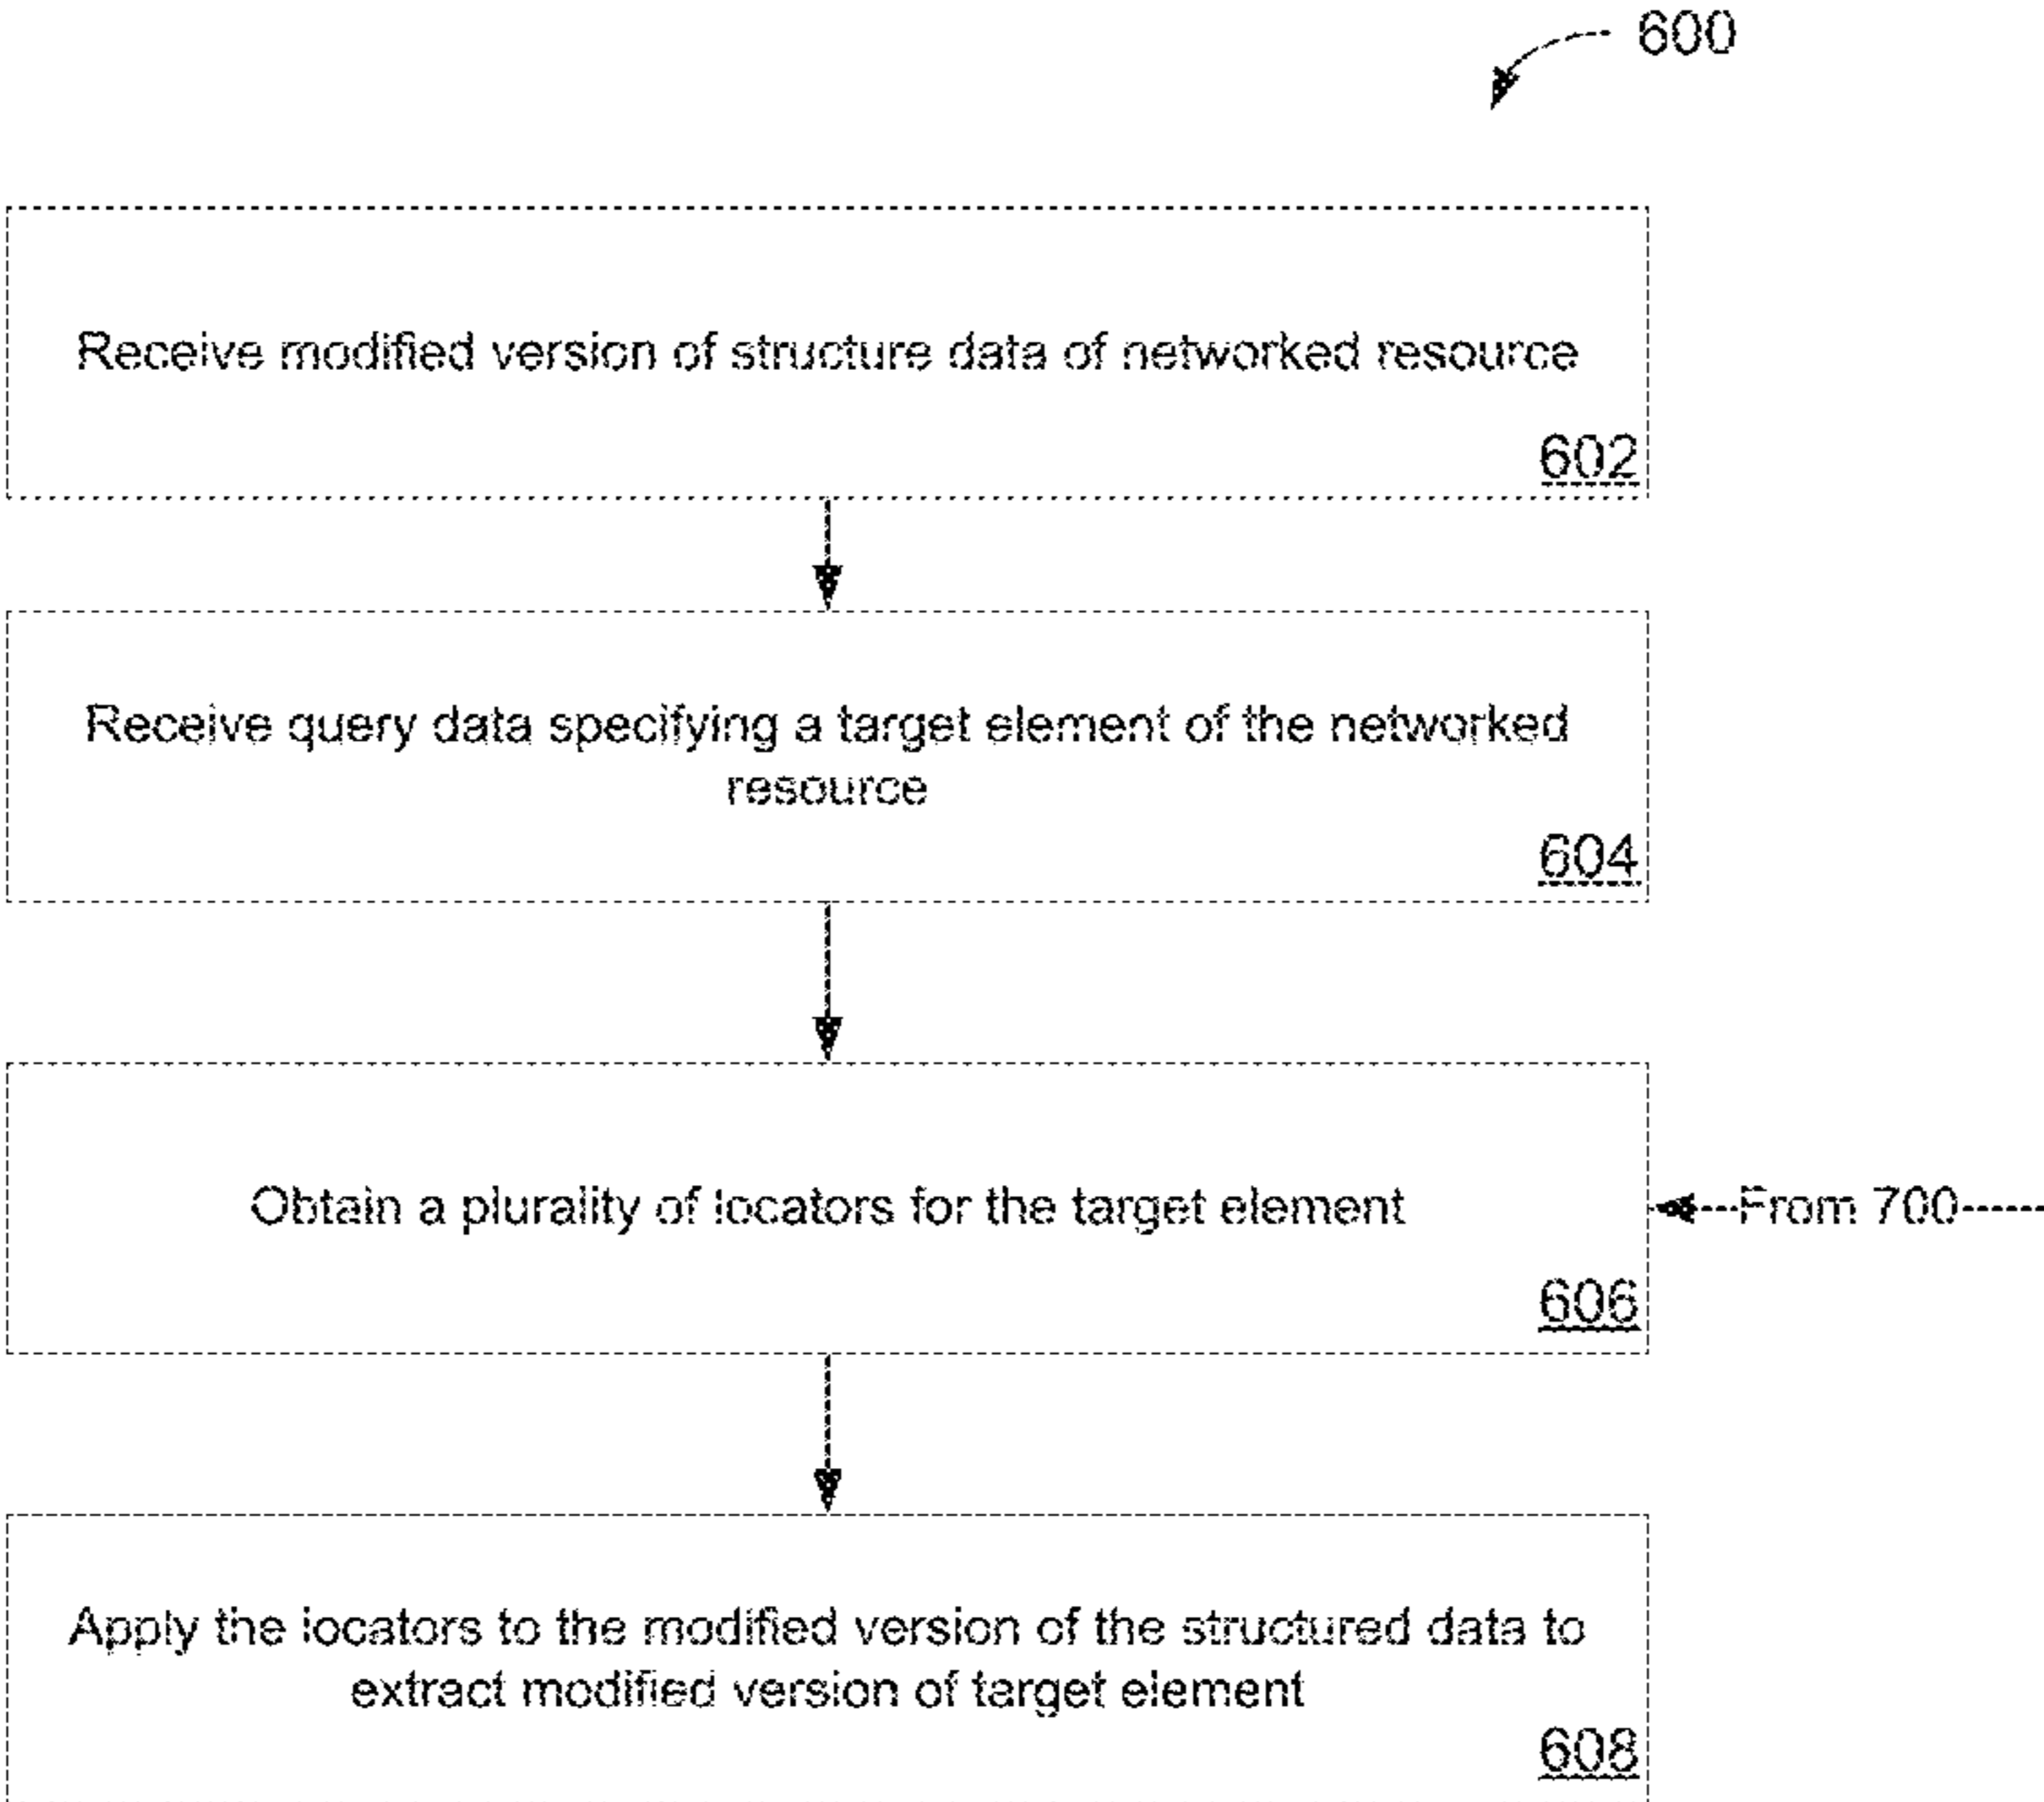 600
Receive modified version of structure data of networked resource
602
Receive query data specifying a target element of the networked
resource
604
Obtain a plurality of locators for the target element
From 700
606
Apply the locators to the modified version of the structured data to
extract modified version of target element
608